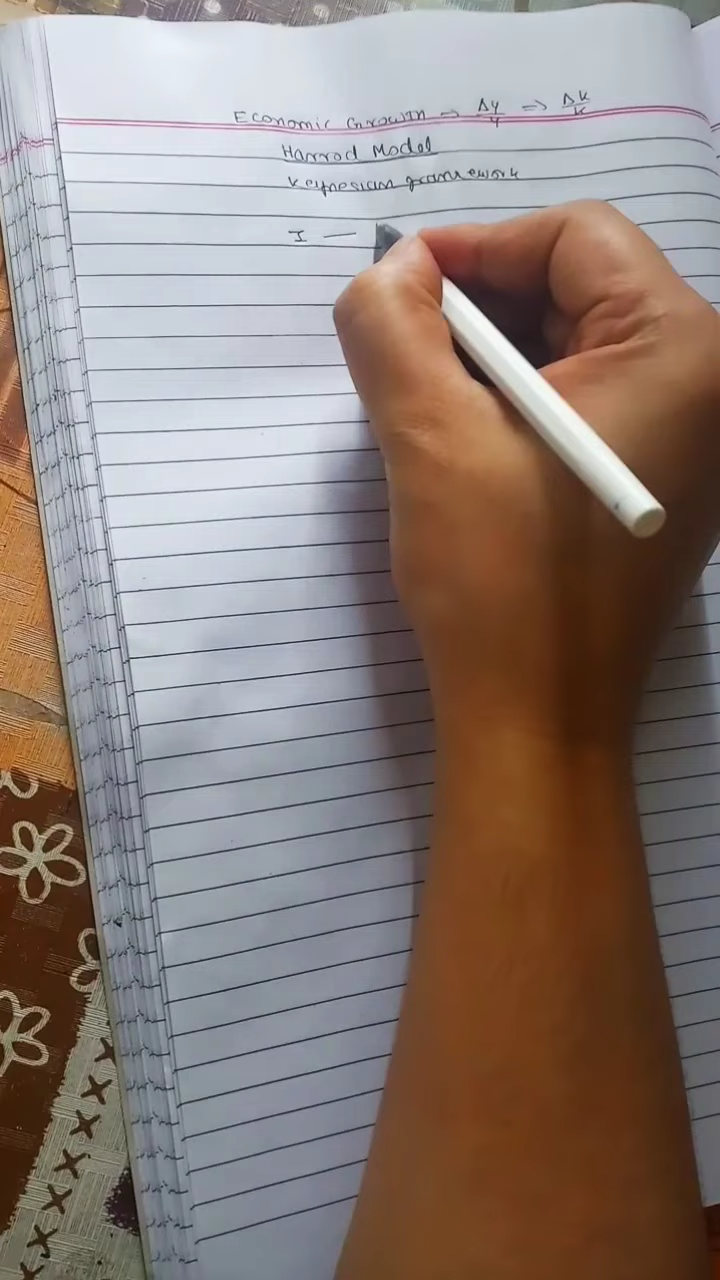 Economic Growth → Δy/y ⇒ Δk/k
Harrod Model
Keynesian framework
I —